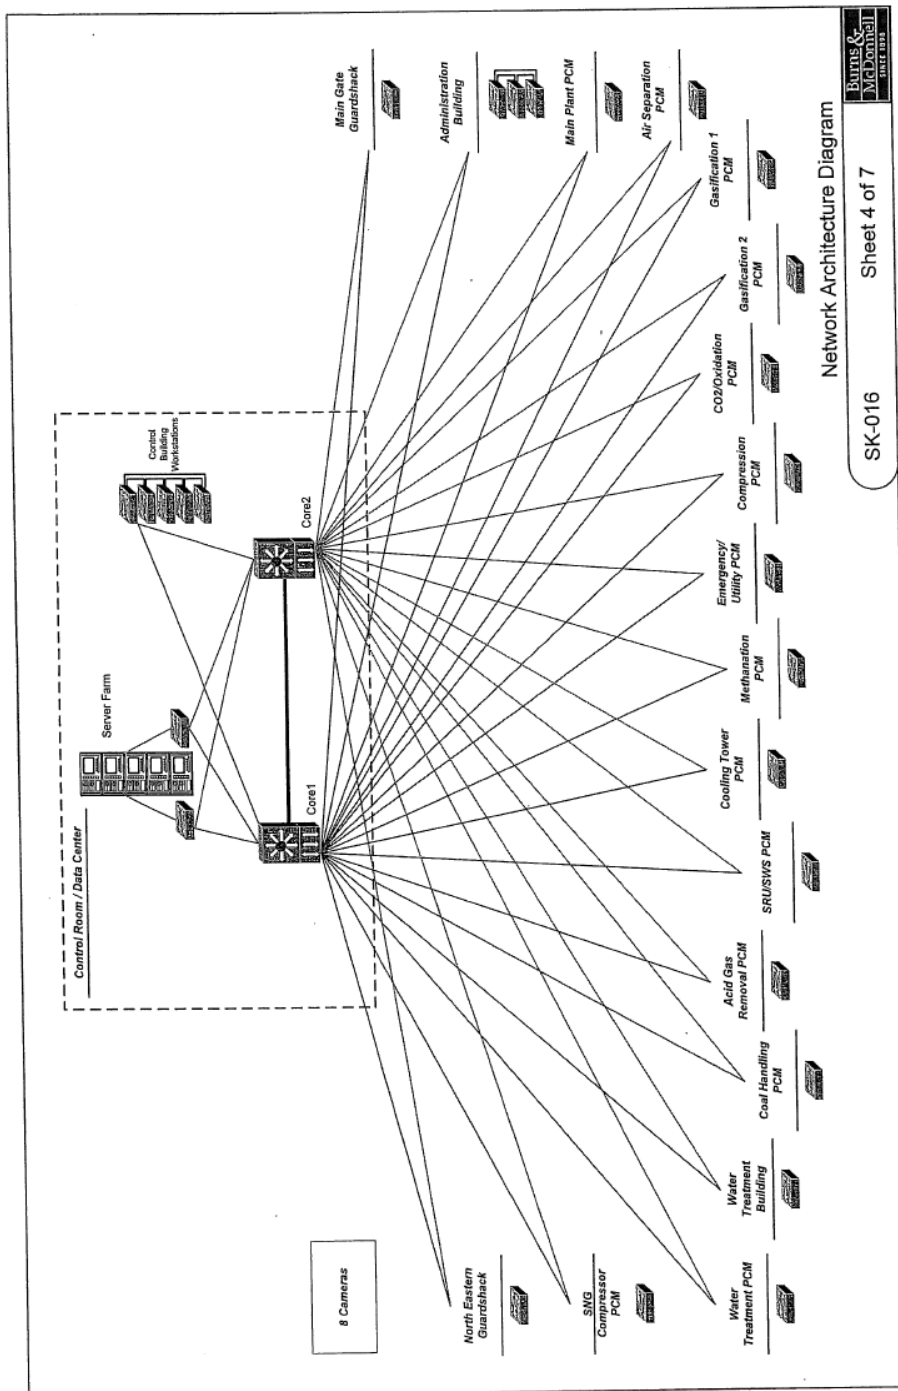 Control Room / Data Center
Server Farm
Control
Building
Workstations
Core1
Core2
8 Cameras
North Eastern
Guardshack
SNG
Compressor
PCM
Water
Treatment PCM
Water
Treatment
Building
Coal Handling
PCM
Acid Gas
Removal PCM
SRU/SWS PCM
Cooling Tower
PCM
Methanation
PCM
Emergency/
Utility PCM
Compression
PCM
CO2/Oxidation
PCM
Gasification 2
PCM
Gasification 1
PCM
Air Separation
PCM
Main Plant PCM
Administration
Building
Main Gate
Guardshack
Network Architecture Diagram
SK-016
Sheet 4 of 7
Burns &
McDonnell
SINCE 1898